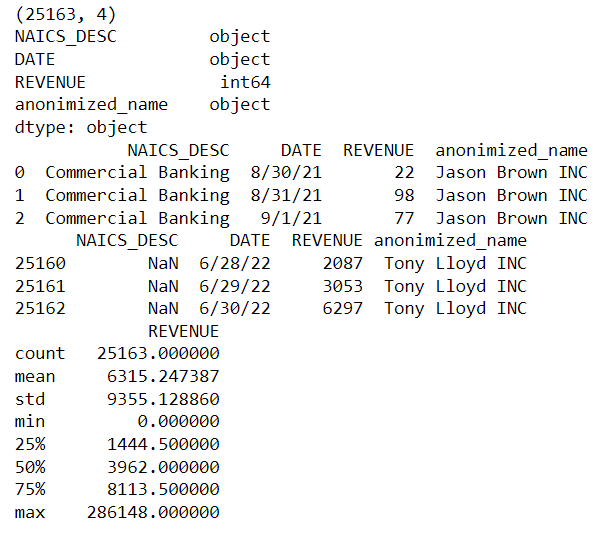 (25163, 4)
NAICS_DESC         object
DATE               object
REVENUE             int64
anonimized_name    object
dtype: object
           NAICS_DESC     DATE  REVENUE  anonimized_name
0  Commercial Banking  8/30/21       22  Jason Brown INC
1  Commercial Banking  8/31/21       98  Jason Brown INC
2  Commercial Banking   9/1/21       77  Jason Brown INC
      NAICS_DESC     DATE  REVENUE anonimized_name
25160        NaN  6/28/22     2087  Tony Lloyd INC
25161        NaN  6/29/22     3053  Tony Lloyd INC
25162        NaN  6/30/22     6297  Tony Lloyd INC
             REVENUE
count   25163.000000
mean     6315.247387
std      9355.128860
min         0.000000
25%      1444.500000
50%      3962.000000
75%      8113.500000
max    286148.000000